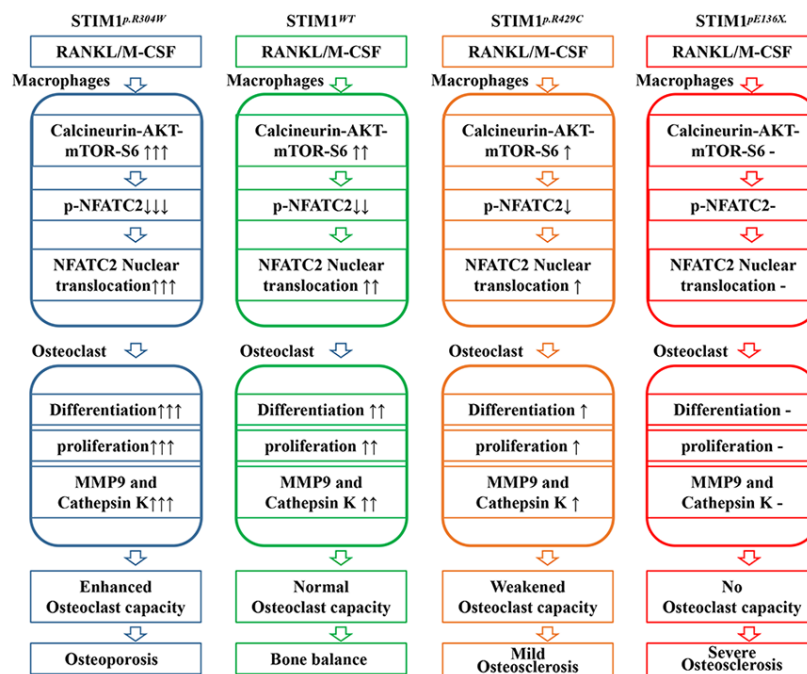 STIM1p.R304W
RANKL/M-CSF
Macrophages
Calcineurin-AKT-
mTOR-S6 ↑↑↑
p-NFATC2↓↓↓
NFATC2 Nuclear
translocation↑↑↑
Osteoclast
Differentiation↑↑↑
proliferation↑↑↑
MMP9 and
Cathepsin K↑↑↑
Enhanced
Osteoclast capacity
Osteoporosis
STIM1WT
RANKL/M-CSF
Macrophages
Calcineurin-AKT-
mTOR-S6 ↑↑
p-NFATC2↓↓
NFATC2 Nuclear
translocation ↑↑
Osteoclast
Differentiation ↑↑
proliferation ↑↑
MMP9 and
Cathepsin K ↑↑
Normal
Osteoclast capacity
Bone balance
STIM1p.R429C
RANKL/M-CSF
Macrophages
Calcineurin-AKT-
mTOR-S6 ↑
p-NFATC2↓
NFATC2 Nuclear
translocation ↑
Osteoclast
Differentiation ↑
proliferation ↑
MMP9 and
Cathepsin K ↑
Weakened
Osteoclast capacity
Mild
Osteosclerosis
STIM1pE136X.
RANKL/M-CSF
Macrophages
Calcineurin-AKT-
mTOR-S6 -
p-NFATC2-
NFATC2 Nuclear
translocation -
Osteoclast
Differentiation -
proliferation -
MMP9 and
Cathepsin K -
No
Osteoclast capacity
Severe
Osteosclerosis